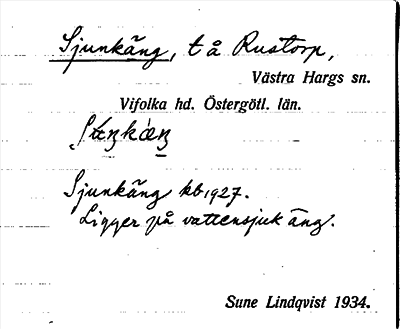 Sjunkäng, t å Rustorp,
Västra Hargs sn.
Vifolka hd. Östergötl. län.
Sjunkäng kb 1927.
Ligger på vattensjuk äng.
Sune Lindqvist 1934.